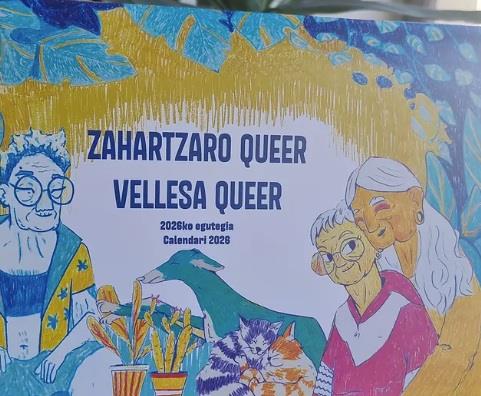 ZAHARTZARO QUEER
VELLESA QUEER
2026ko egutegia
Calendari 2026